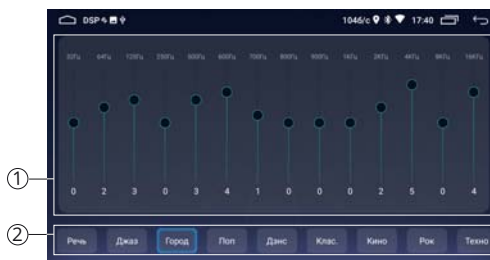 DSP
1046/c 17:40
32Гц 64Гц 125Гц 250Гц 500Гц 600Гц 700Гц 800Гц 900Гц 1КГц 2КГц 4КГц 8КГц 16КГц
0 2 3 0 3 4 1 0 0 0 2 5 0 4
1
Речь Джаз Город Поп Дэнс Клас. Кино Рок Техно
2